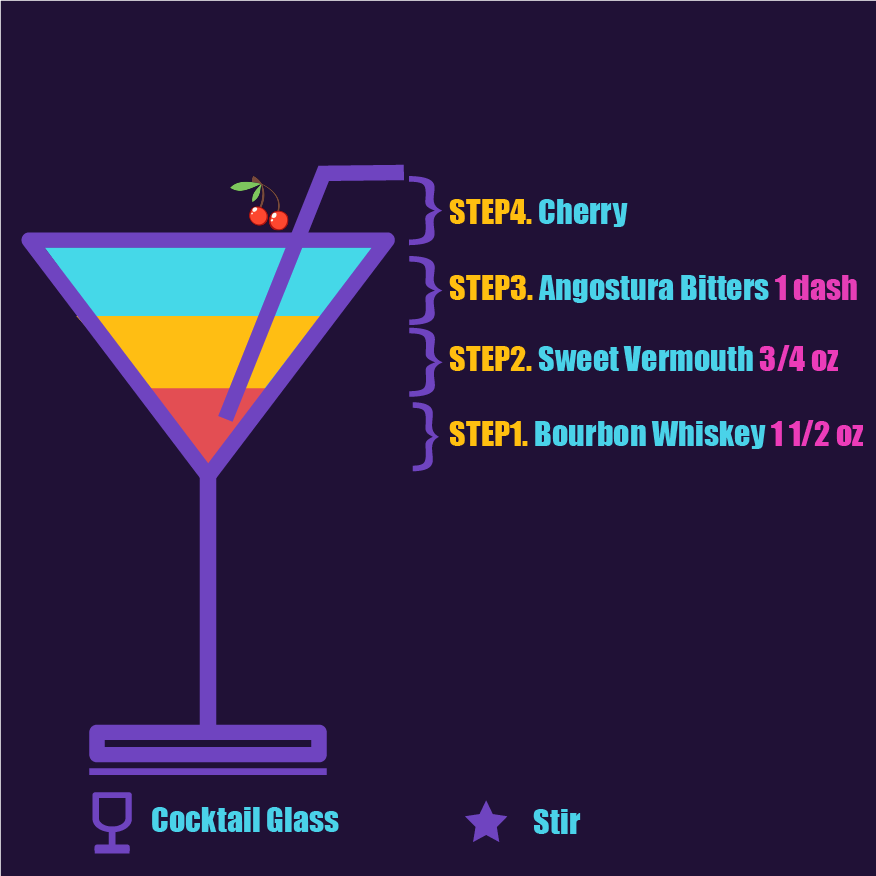 STEP4. Cherry
STEP3. Angostura Bitters 1 dash
STEP2. Sweet Vermouth 3/4 oz
STEP1. Bourbon Whiskey 1 1/2 oz
Cocktail Glass
Stir